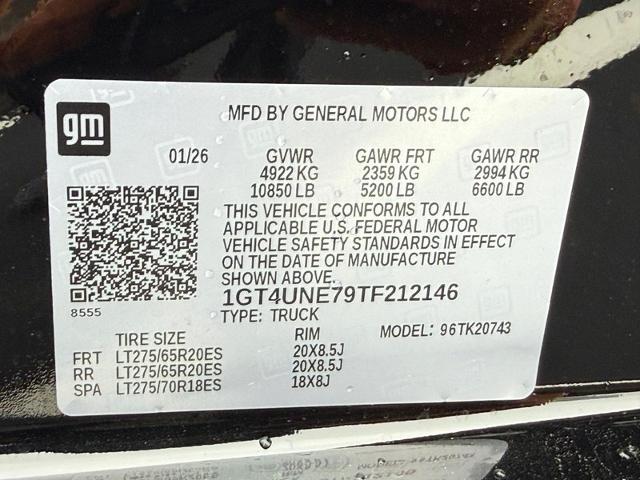 gm
MFD BY GENERAL MOTORS LLC
01/26 GVWR GAWR FRT GAWR RR
4922 KG 2359 KG 2994 KG
10850 LB 5200 LB 6600 LB
THIS VEHICLE CONFORMS TO ALL
APPLICABLE U.S. FEDERAL MOTOR
VEHICLE SAFETY STANDARDS IN EFFECT
ON THE DATE OF MANUFACTURE
SHOWN ABOVE.
8555
1GT4UNE79TF212146
TYPE: TRUCK
MODEL: 96TK20743
TIRE SIZE RIM
FRT LT275/65R20ES 20X8.5J
RR LT275/65R20ES 20X8.5J
SPA LT275/70R18ES 18X8J